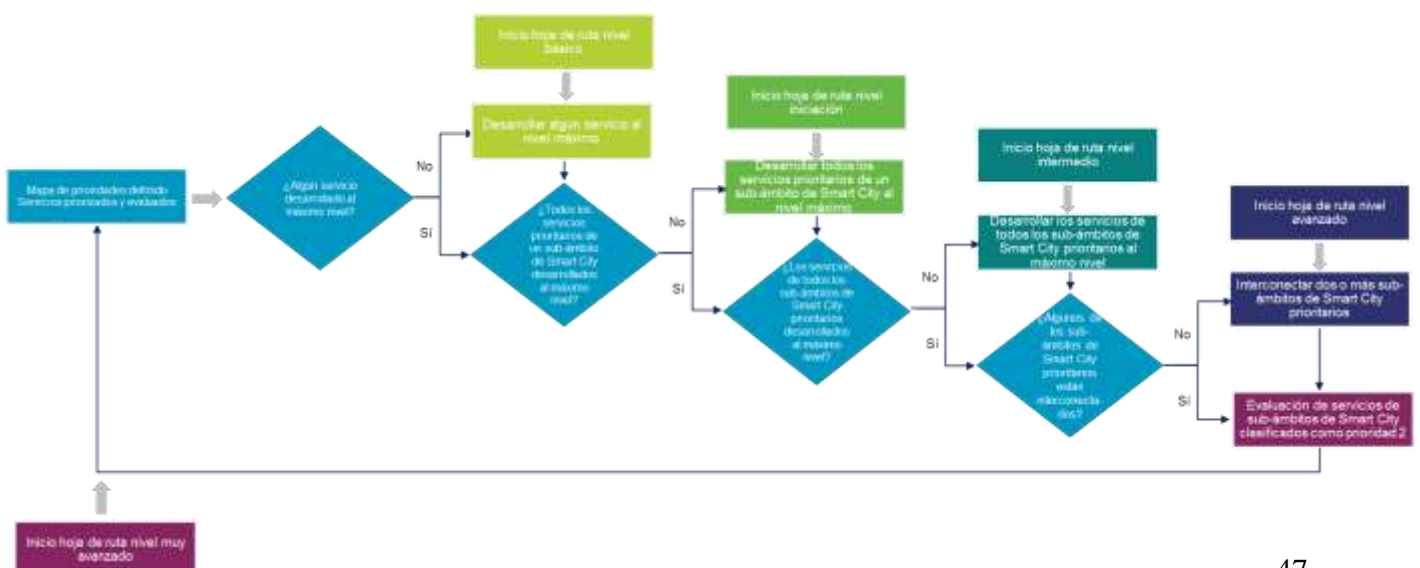 Inicio hoja de ruta nivel
básico
Desarrollar algún servicio al
nivel máximo
Inicio hoja de ruta nivel
iniciación
Desarrollar todos los
servicios prioritarios de un
sub-ámbito de Smart City al
nivel máximo
Inicio hoja de ruta nivel
intermedio
Desarrollar los servicios de
todos los sub-ámbitos de
Smart City prioritarios al
máximo nivel
Inicio hoja de ruta nivel
avanzado
Interconectar dos o más sub-
ámbitos de Smart City
prioritarios
Mapa de prioridades definido
Servicios priorizados y evaluados
¿Algún servicio
desarrollado al
máximo nivel?
No
Sí
¿Todos los
servicios
prioritarios de
un sub-ámbito
de Smart City
desarrollados
al máximo
nivel?
No
Sí
¿Los servicios
de todos los
sub-ámbitos de
Smart City
prioritarios
desarrollados
al máximo
nivel?
No
Sí
¿Algunos de
los sub-
ámbitos de
Smart City
prioritarios
están
interconecta
dos?
No
Sí
Evaluación de servicios de
sub-ámbitos de Smart City
clasificados como prioridad 2
Inicio hoja de ruta nivel muy
avanzado
47